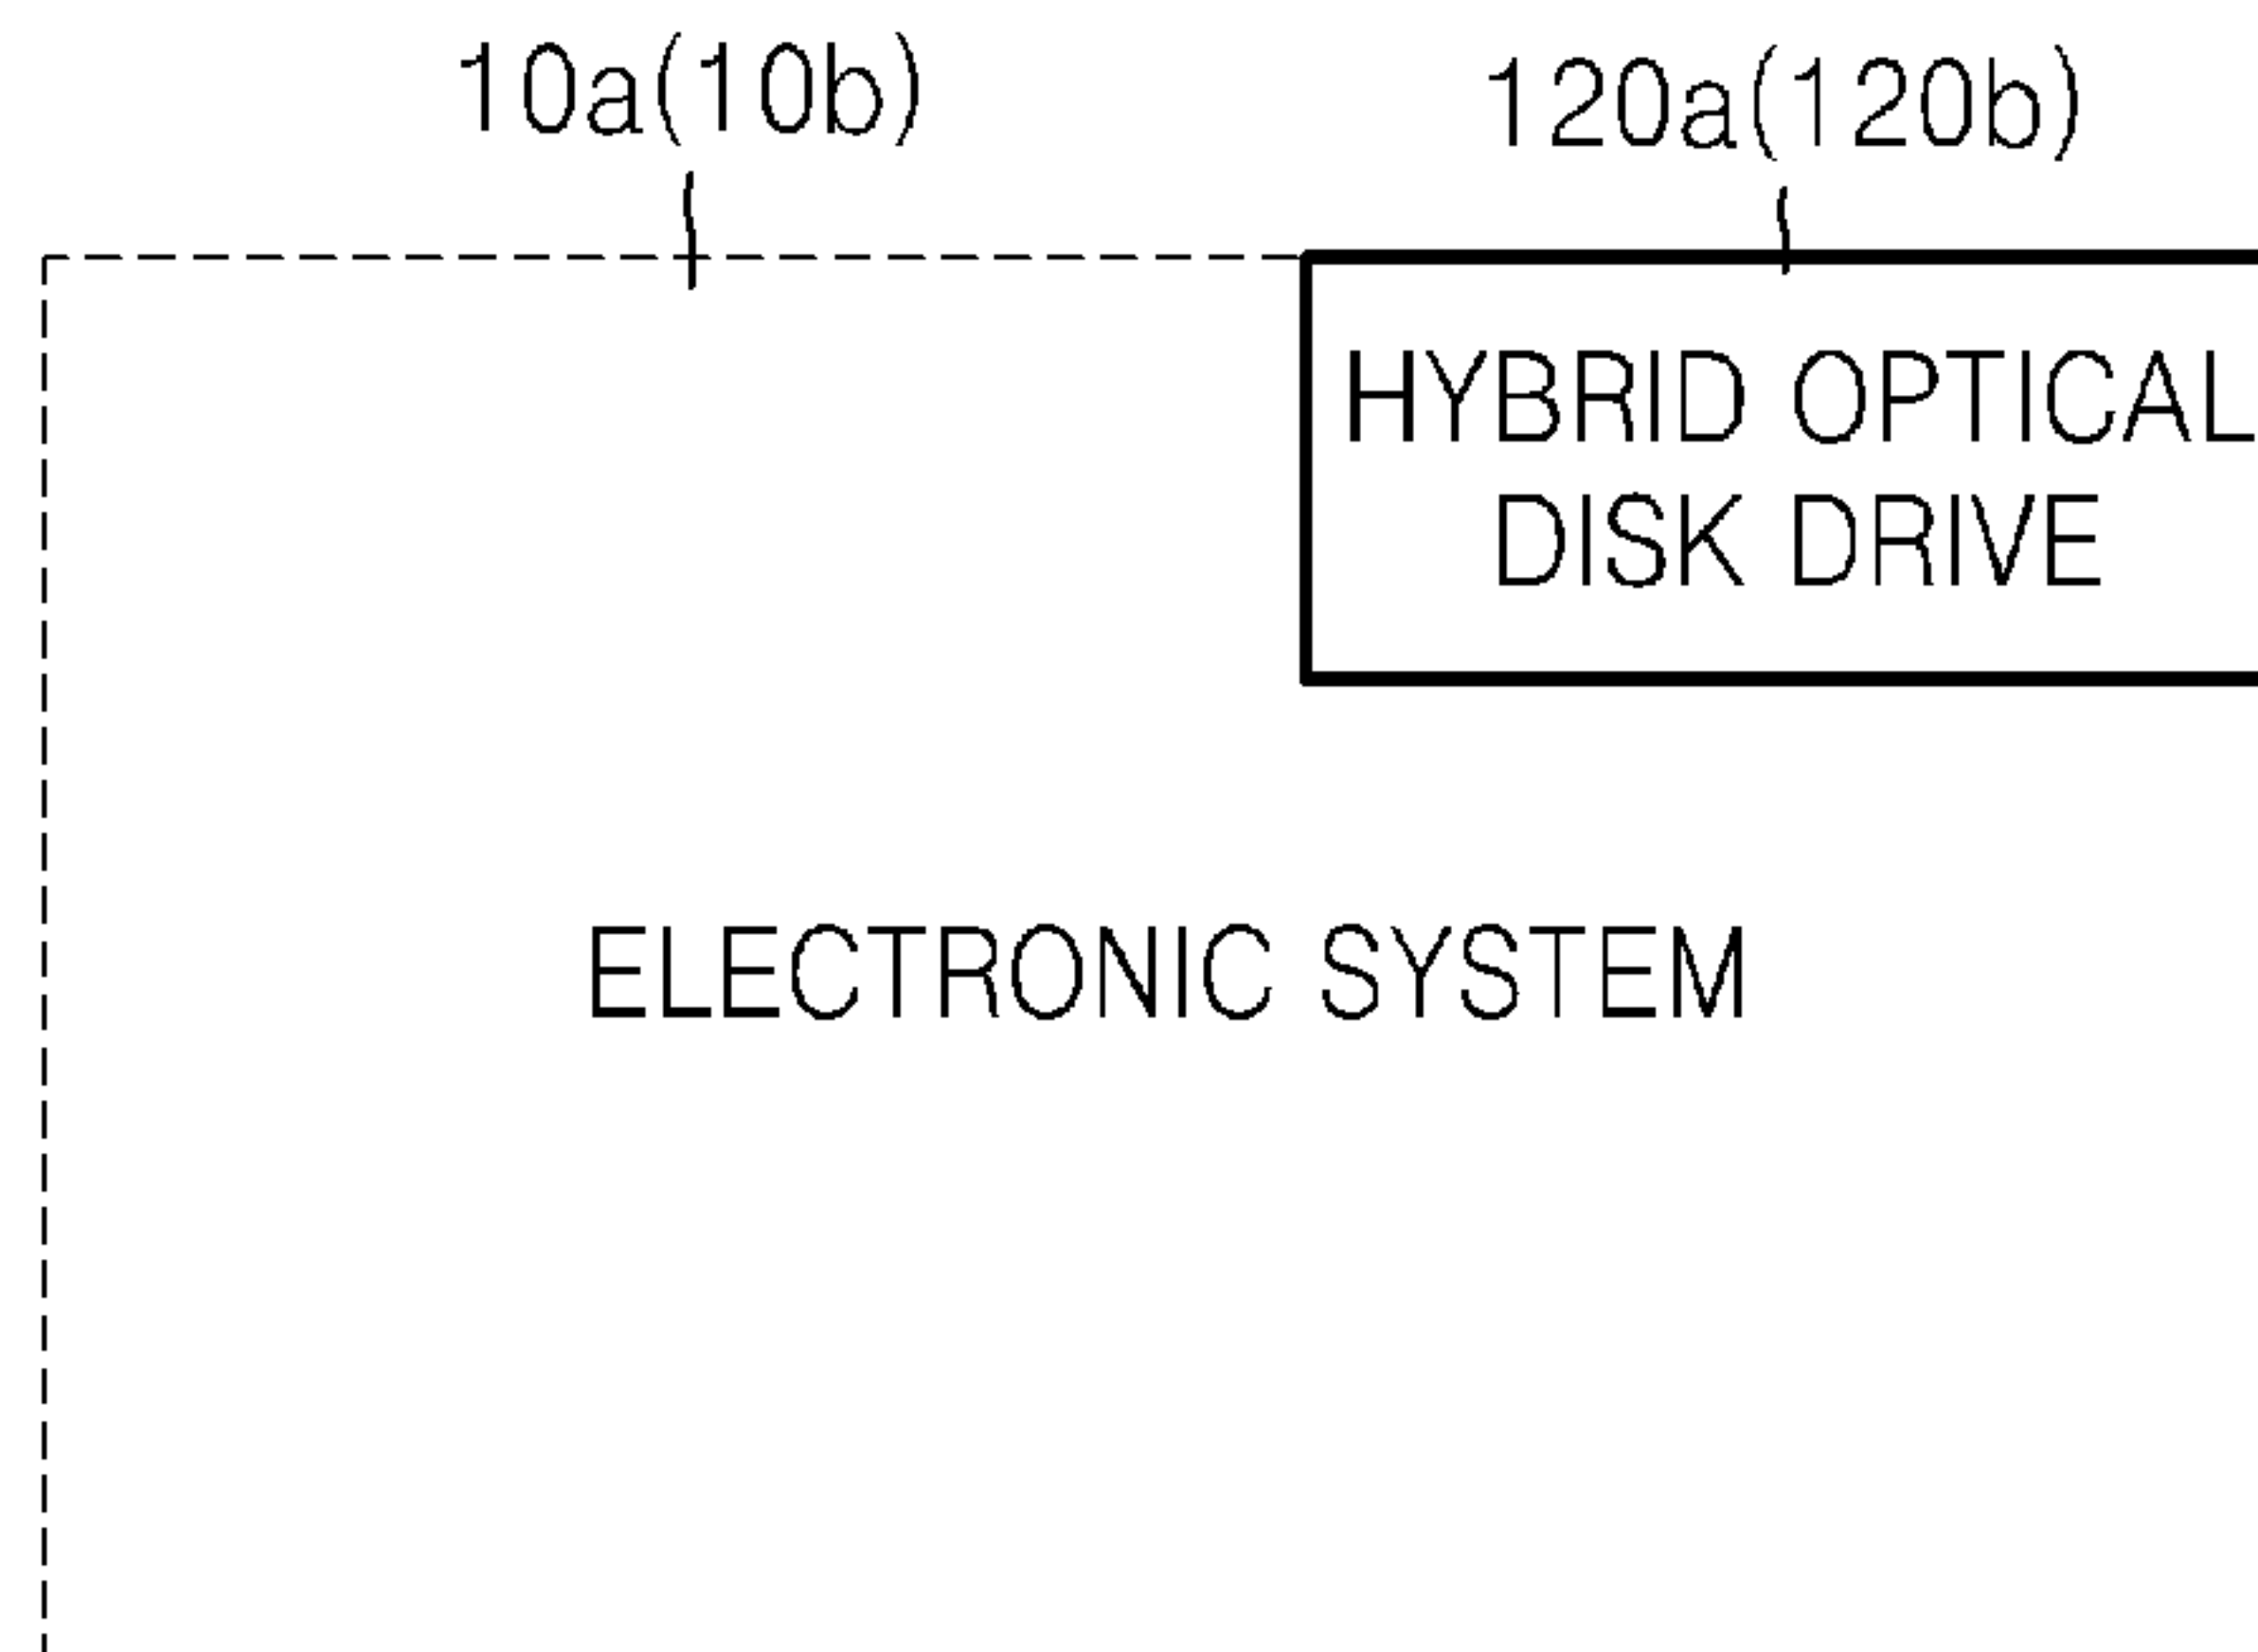 10a(10b)
120a(120b)
HYBRID OPTICAL
DISK DRIVE
ELECTRONIC SYSTEM